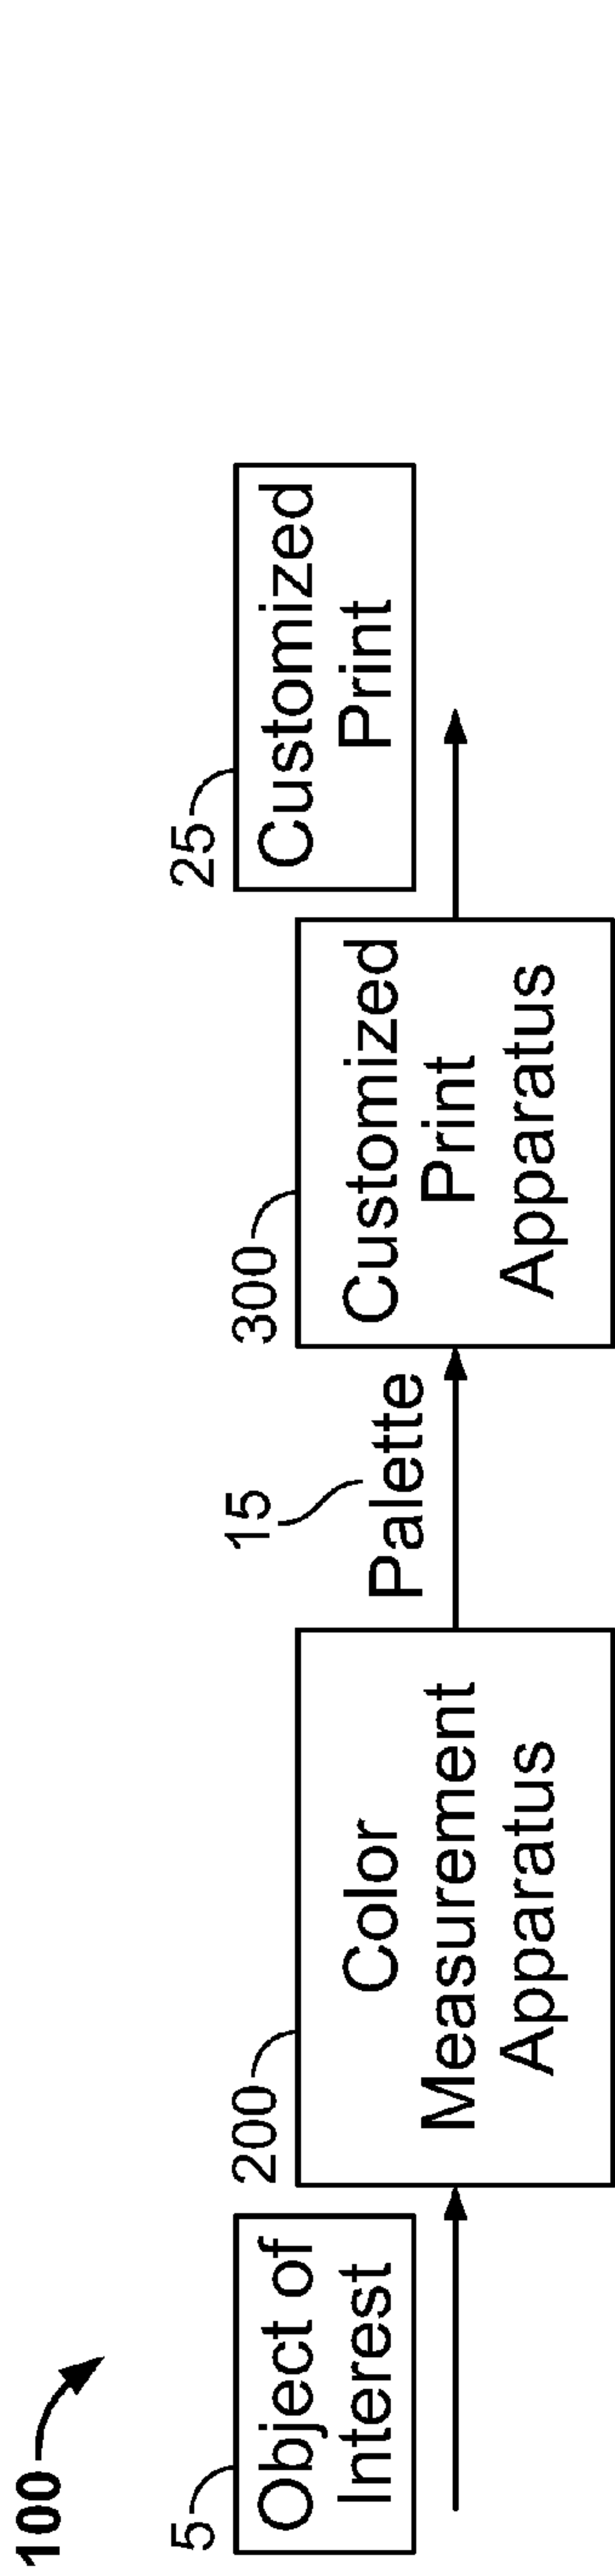 100
5
Object of
Interest
200
Color
Measurement
Apparatus
15
Palette
300
Customized
Print
Apparatus
25
Customized
Print